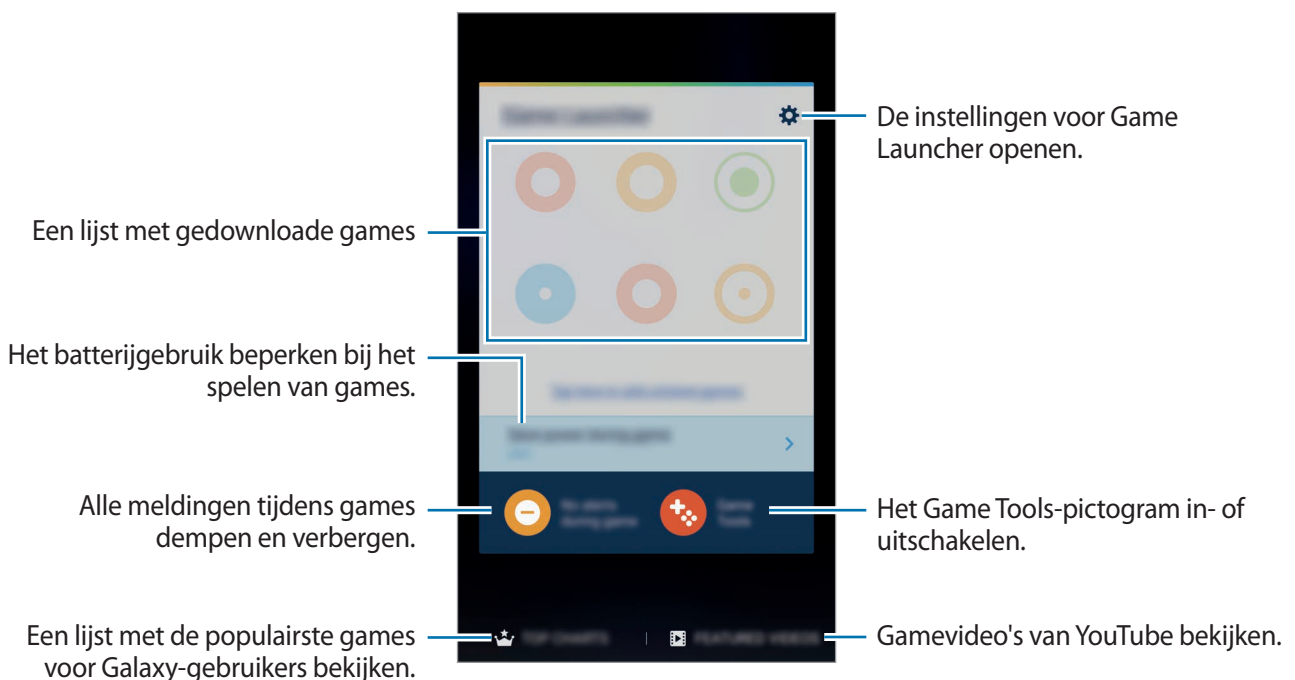 De instellingen voor Game
Launcher openen.
Een lijst met gedownloade games
Het batterijgebruik beperken bij het
spelen van games.
Alle meldingen tijdens games
dempen en verbergen.
Het Game Tools-pictogram in- of
uitschakelen.
Een lijst met de populairste games
voor Galaxy-gebruikers bekijken.
Gamevideo's van YouTube bekijken.